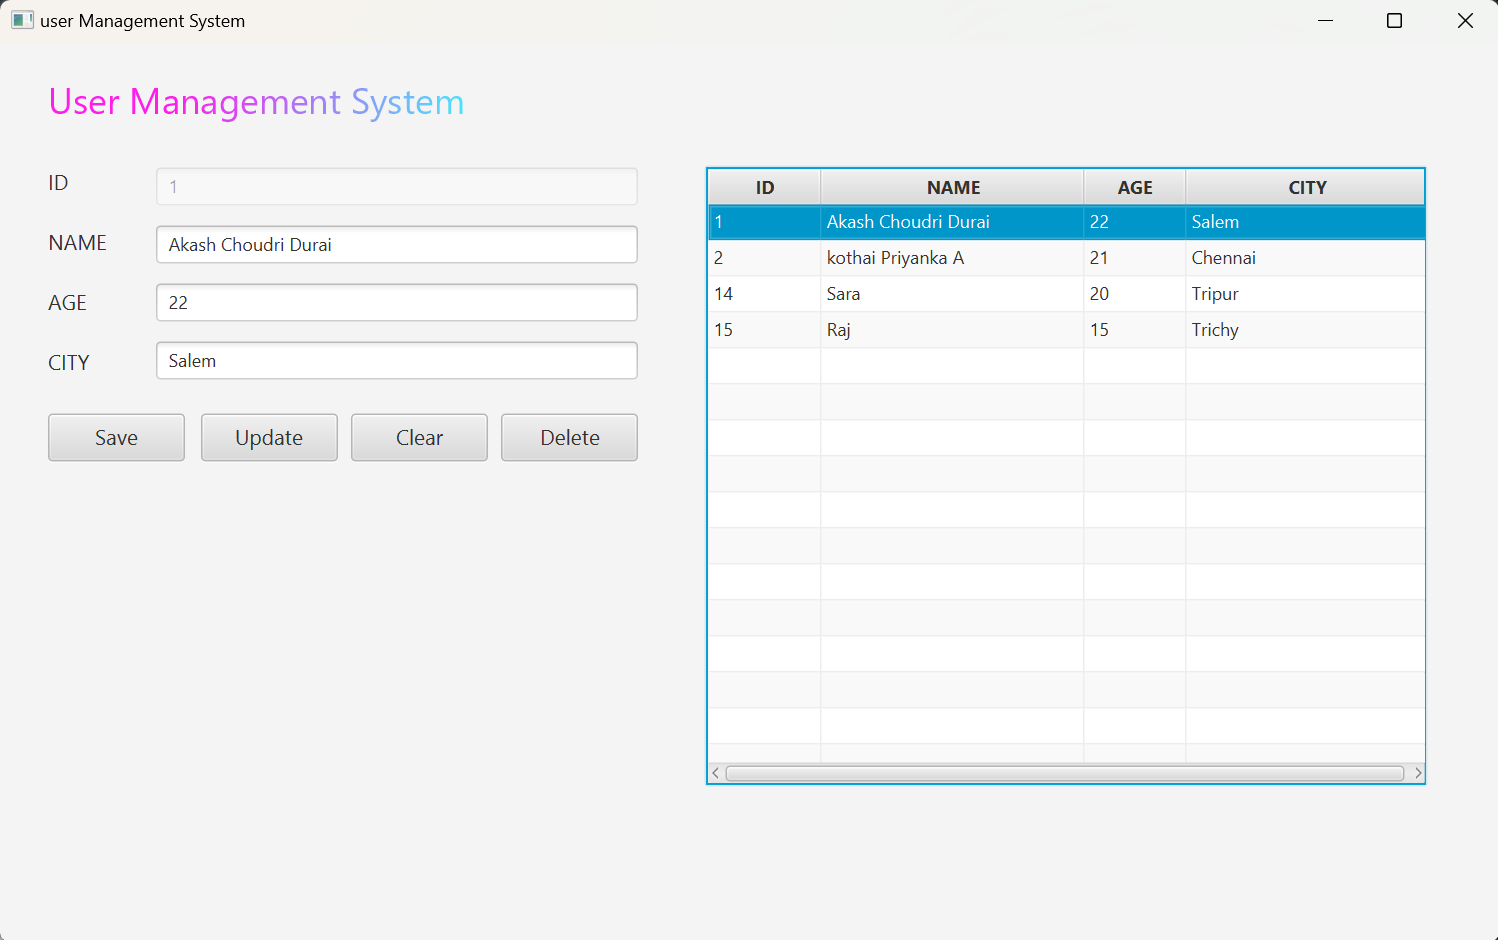 user Management System
User Management System
ID 1
NAME Akash Choudri Durai
AGE 22
CITY Salem
Save Update Clear Delete
ID NAME AGE CITY
1 Akash Choudri Durai 22 Salem
2 kothai Priyanka A 21 Chennai
14 Sara 20 Tripur
15 Raj 15 Trichy